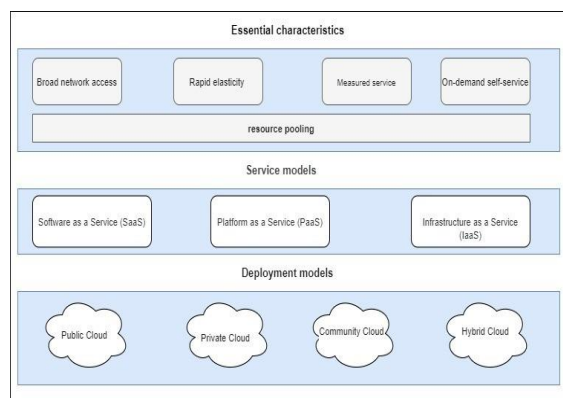 Essential characteristics
Broad network access
Rapid elasticity
Measured service
On-demand self-service
resource pooling
Service models
Software as a Service (SaaS)
Platform as a Service (PaaS)
Infrastructure as a Service
(IaaS)
Deployment models
Public Cloud
Private Cloud
Community Cloud
Hybrid Cloud